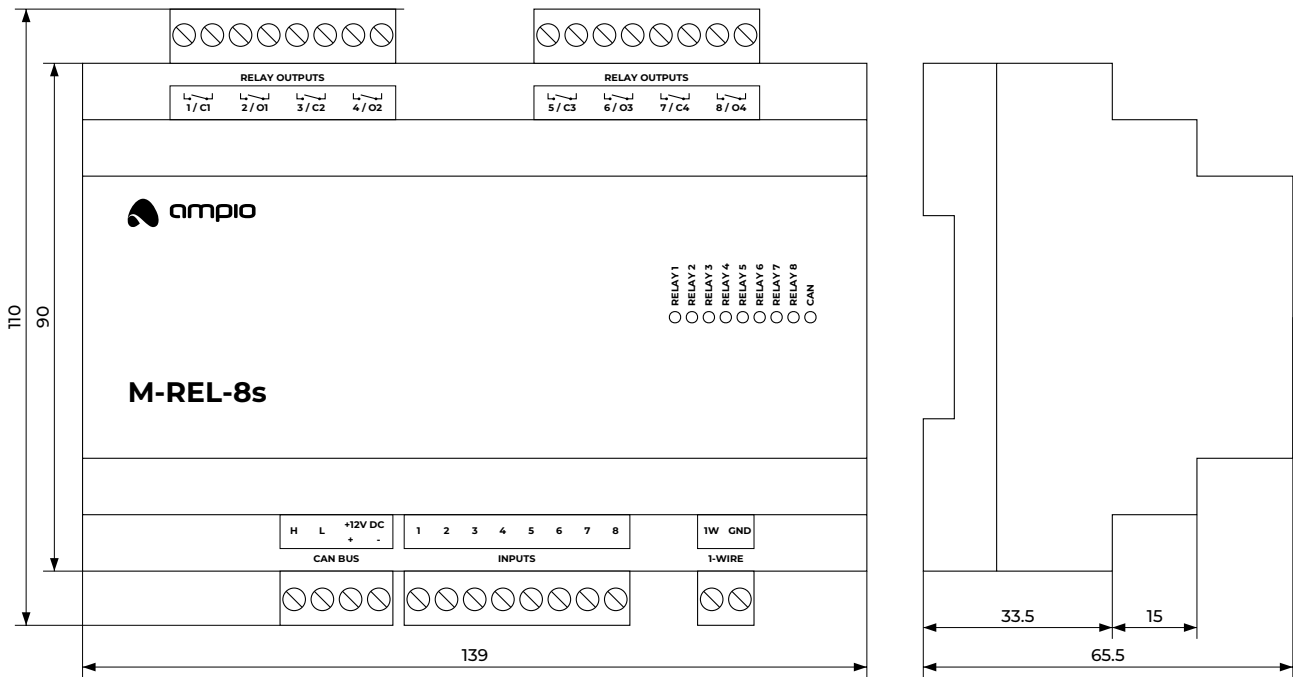 RELAY OUTPUTS
1 / C1 2 / O1 3 / C2 4 / O2
RELAY OUTPUTS
5 / C3 6 / O3 7 / C4 8 / O4
ampio
RELAY 1
RELAY 2
RELAY 3
RELAY 4
RELAY 5
RELAY 6
RELAY 7
RELAY 8
CAN
110
90
M-REL-8s
H L +12V DC
+ -
CAN BUS
1 2 3 4 5 6 7 8
INPUTS
1W GND
1-WIRE
139
33.5
15
65.5